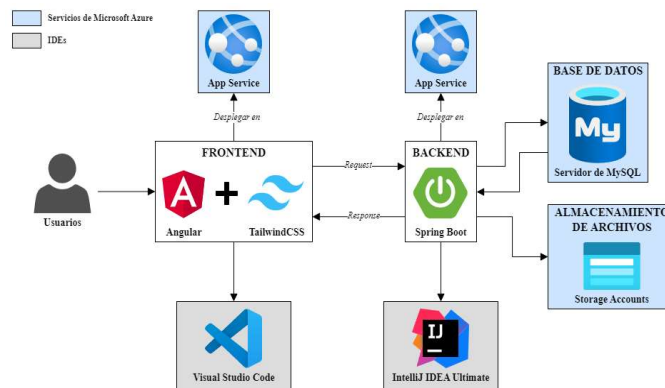 Servicios de Microsoft Azure
IDEs
App Service
App Service
Desplegar en
Desplegar en
BASE DE DATOS
My
Servidor de MySQL
FRONTEND
Angular
+
TailwindCSS
Request
Response
BACKEND
Spring Boot
Usuarios
ALMACENAMIENTO
DE ARCHIVOS
Storage Accounts
Visual Studio Code
IJ
IntelliJ IDEA Ultimate